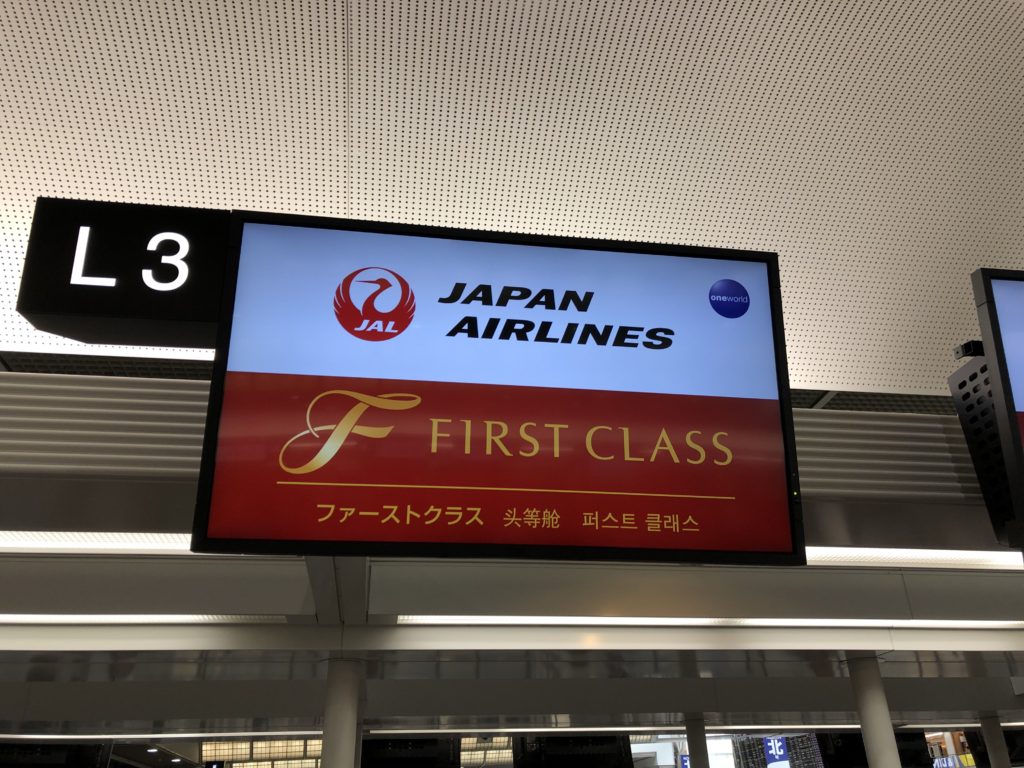 L 3
JAL
JAPAN
AIRLINES
oneworld
F FIRST CLASS
ファーストクラス 头等舱 퍼스트 클래스
北